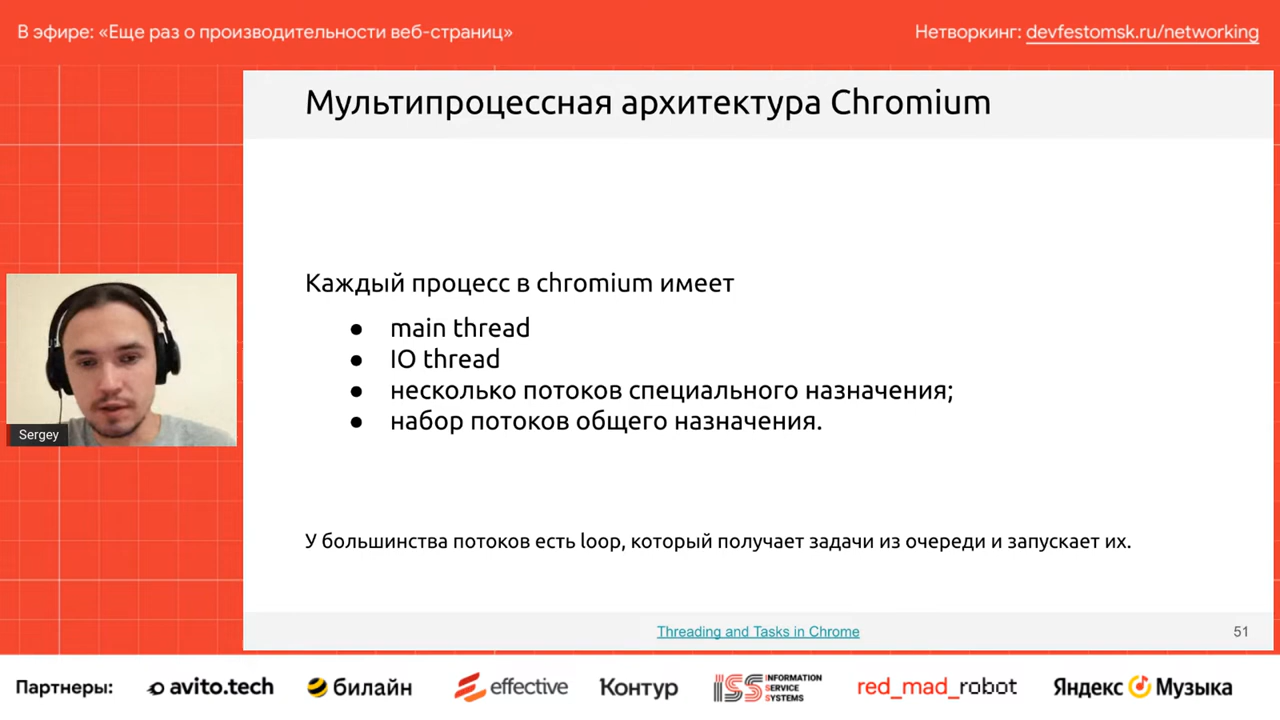 В эфире: «Еще раз о производительности веб-страниц»
Нетворкинг: devfestomsk.ru/networking
Мультипроцессная архитектура Chromium
Каждый процесс в chromium имеет
● main thread
● IO thread
● несколько потоков специального назначения;
● набор потоков общего назначения.
У большинства потоков есть loop, который получает задачи из очереди и запускает их.
Sergey
Threading and Tasks in Chrome
51
Партнеры: avito.tech билайн effective Контур ISS INFORMATION SERVICE SYSTEMS red_mad_robot Яндекс Музыка